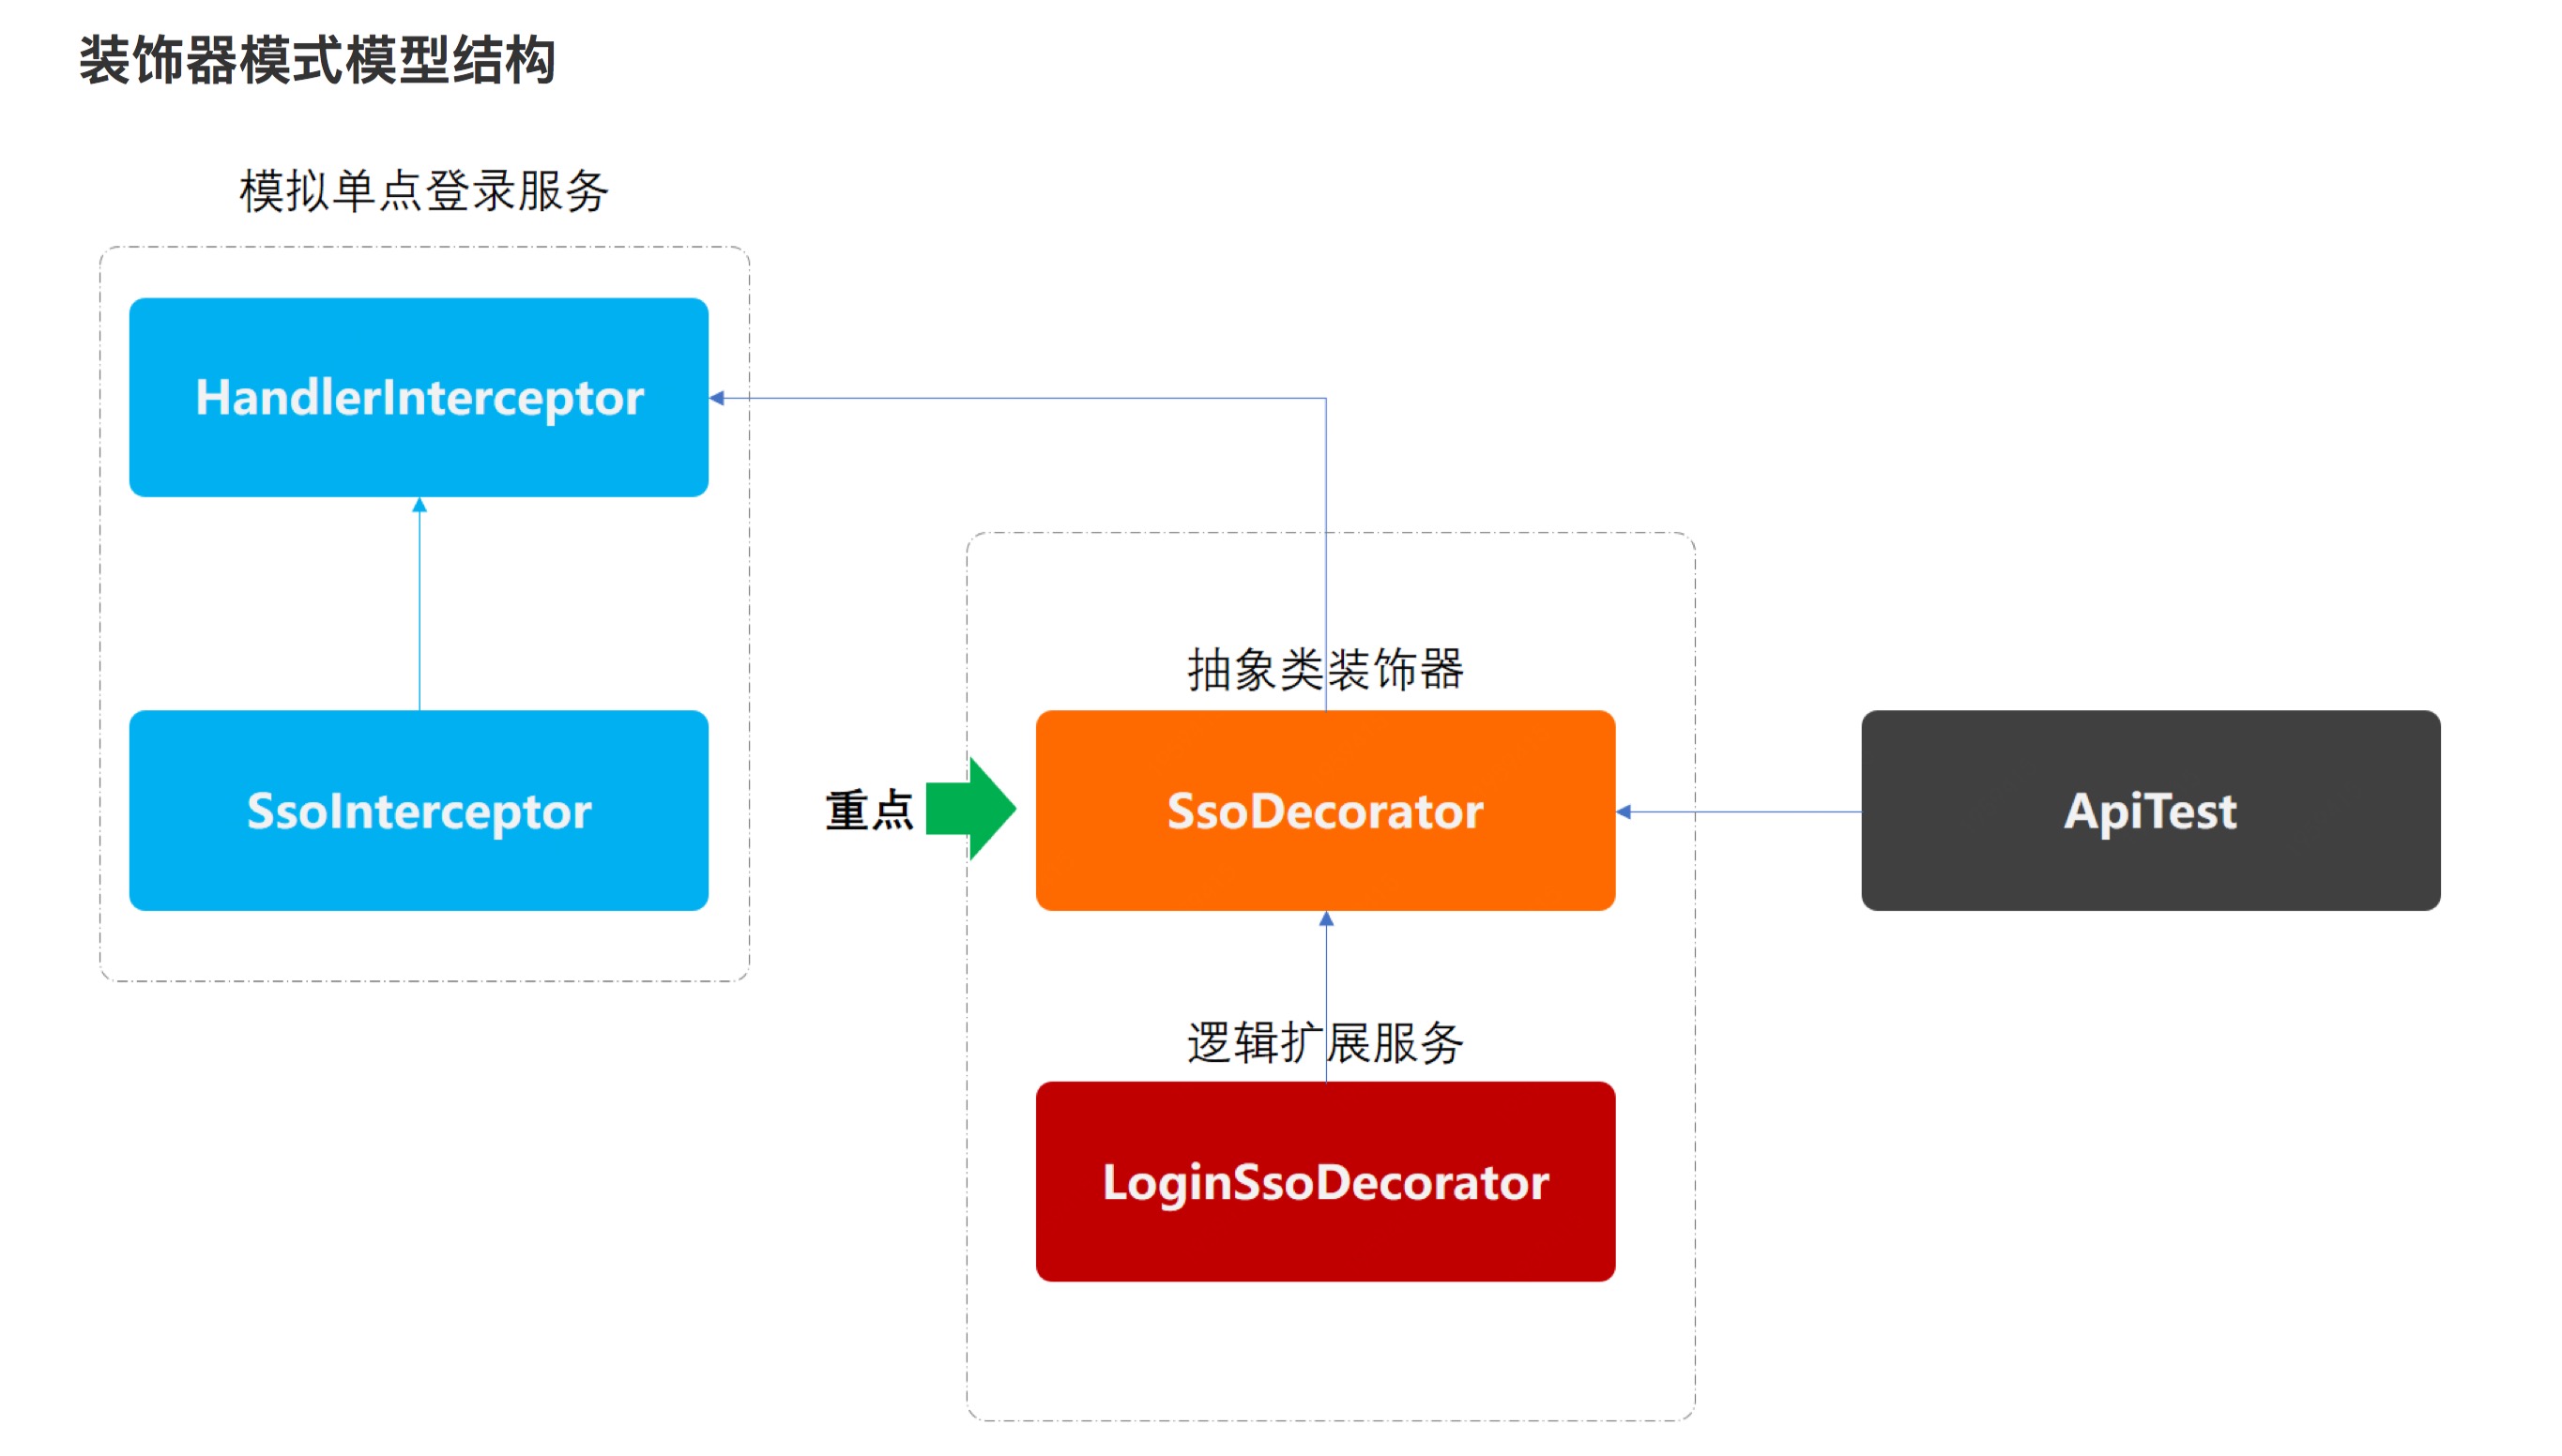 装饰器模式模型结构
模拟单点登录服务
HandlerInterceptor
SsoInterceptor
重点
抽象类装饰器
SsoDecorator
ApiTest
逻辑扩展服务
LoginSsoDecorator